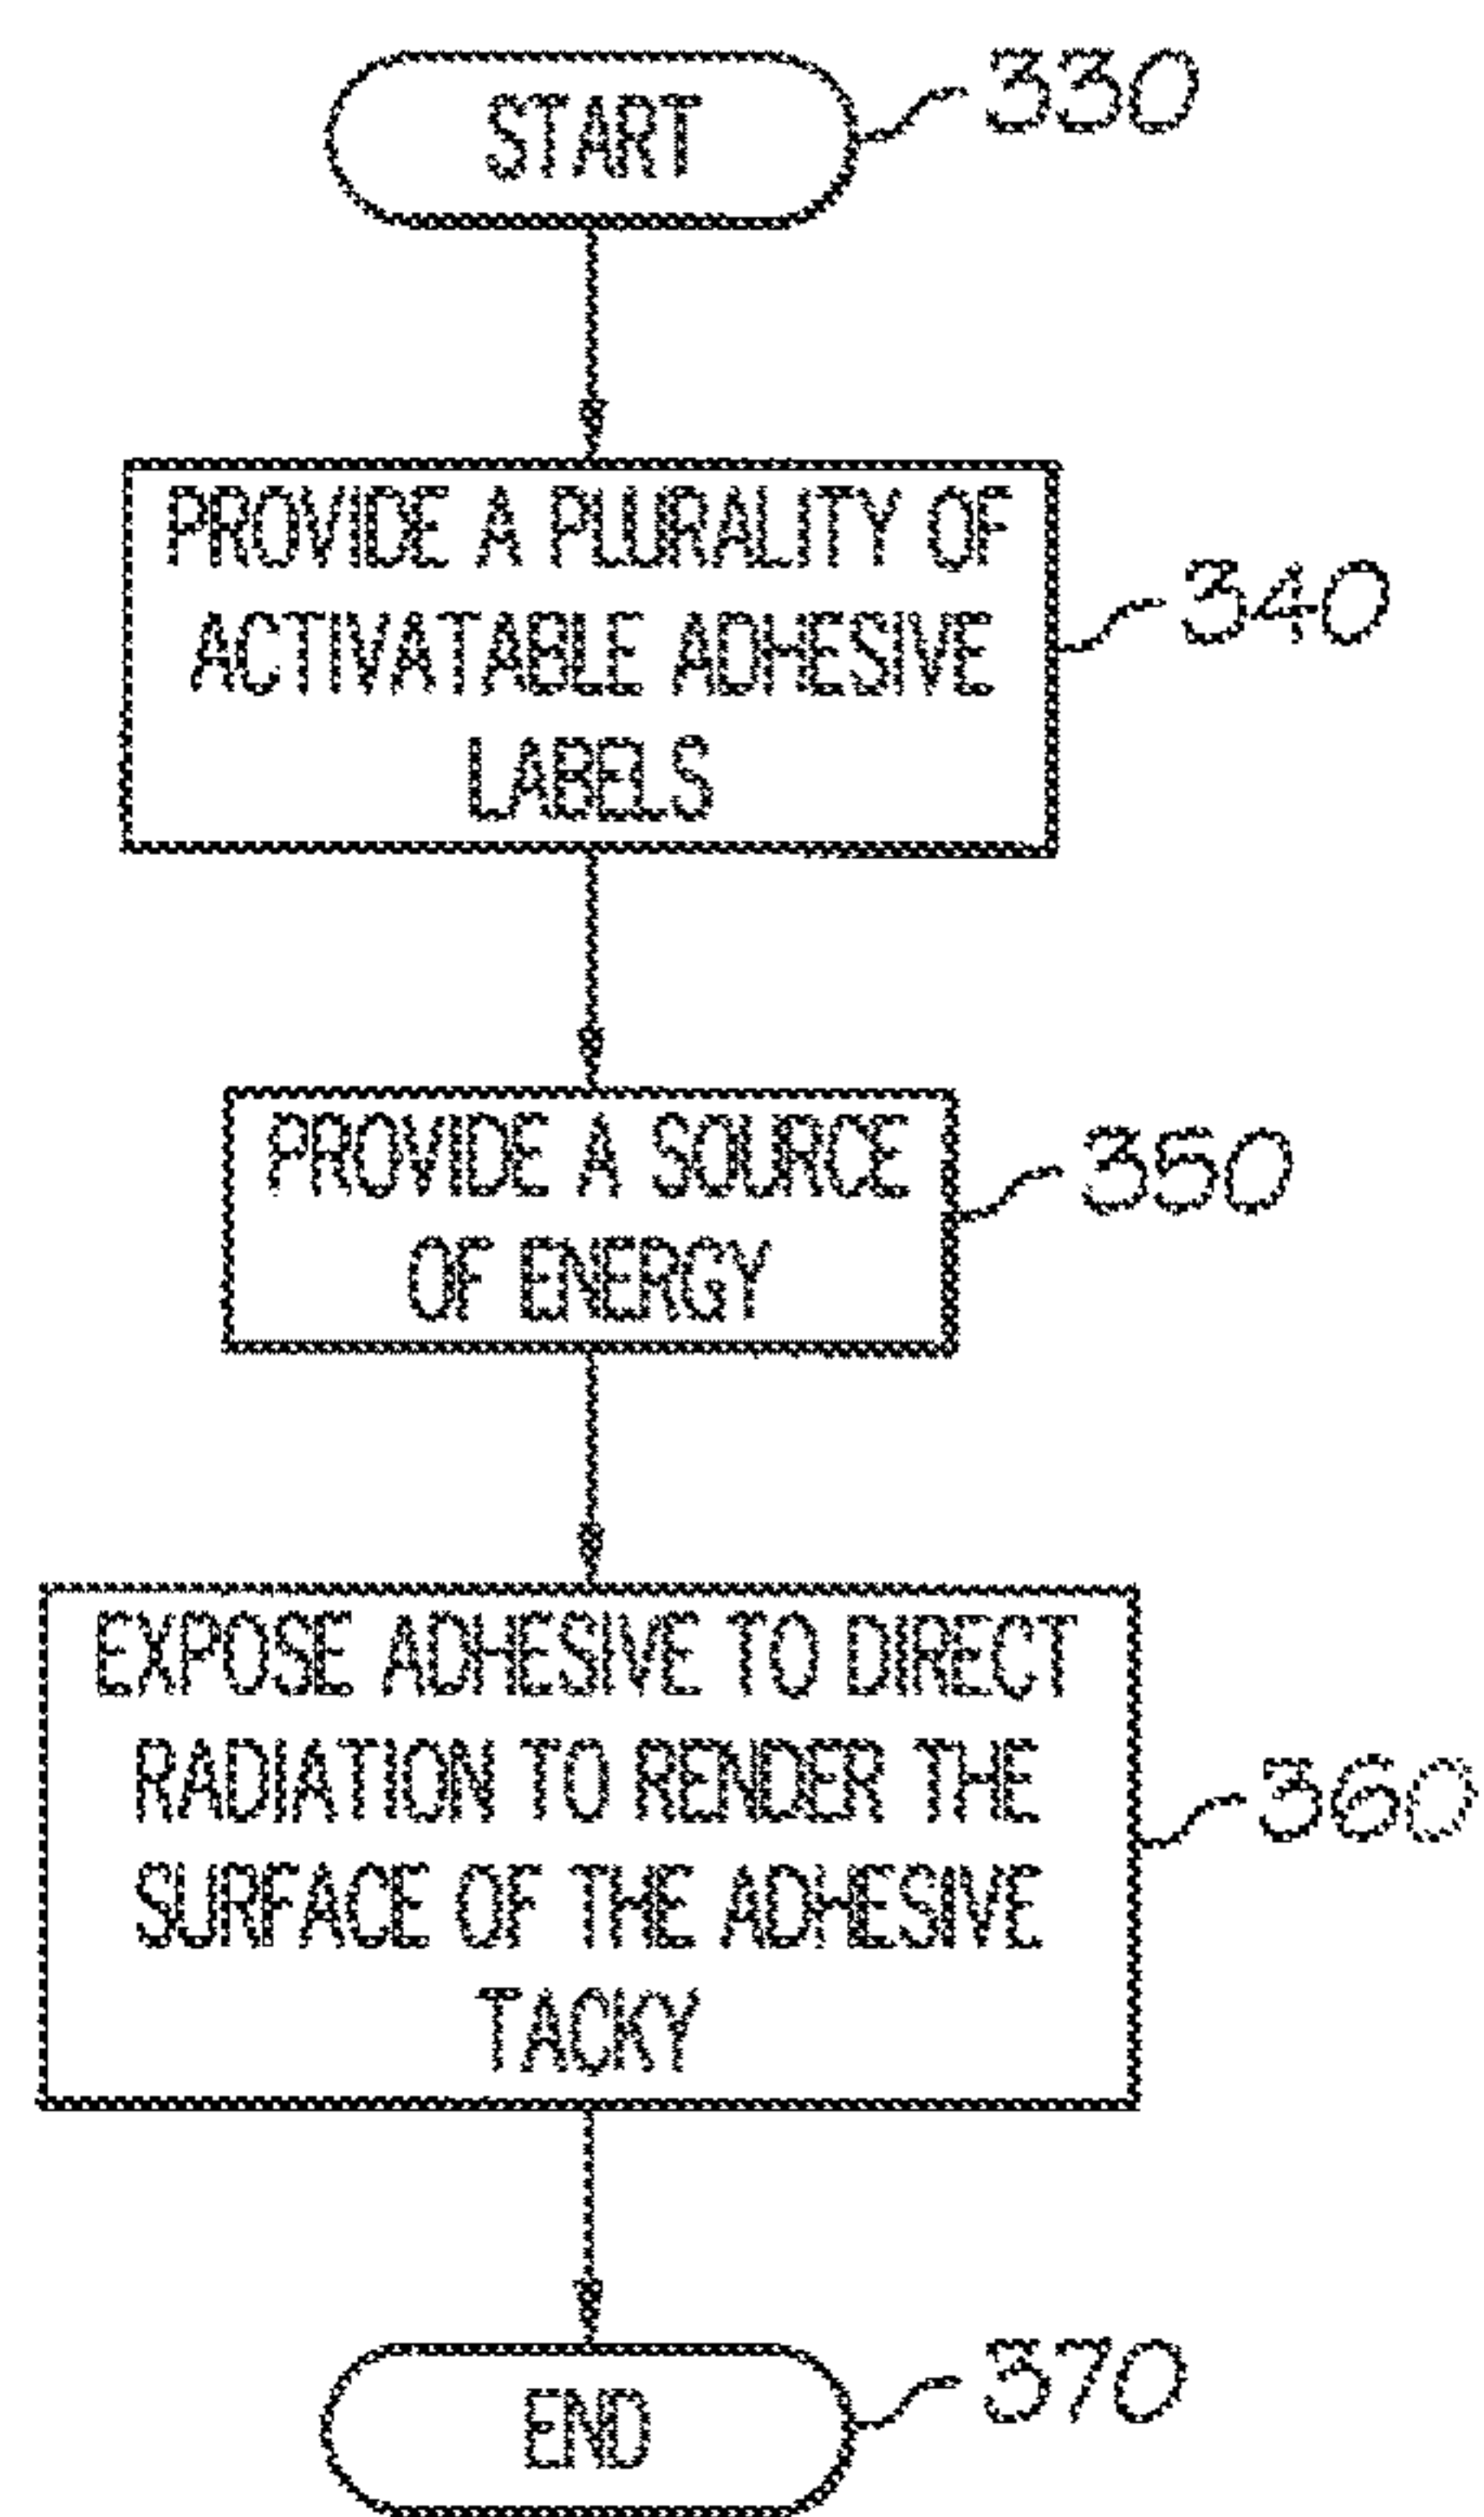 START
330
PROVIDE A PLURALITY OF
ACTIVATABLE ADHESIVE
LABELS
340
PROVIDE A SOURCE
OF ENERGY
350
EXPOSE ADHESIVE TO DIRECT
RADIATION TO RENDER THE
SURFACE OF THE ADHESIVE
TACKY
360
END
370